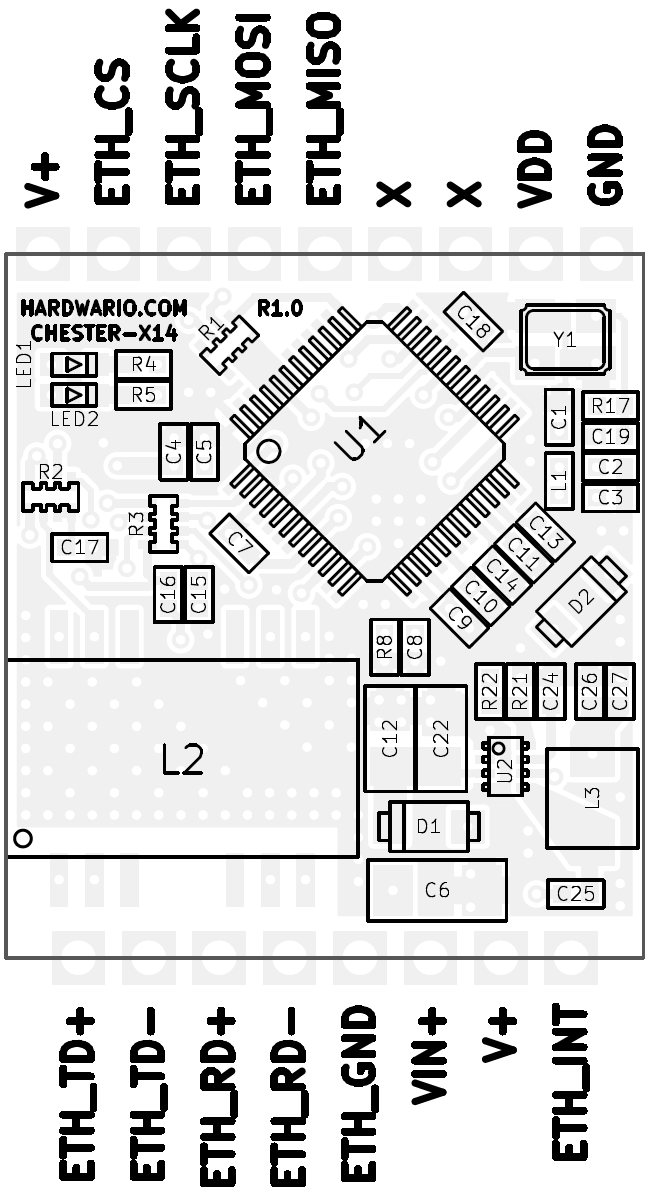 V+
ETH_CS
ETH_SCLK
ETH_MOSI
ETH_MISO
X
X
VDD
GND
HARDWARIO.COM
R1.0
CHESTER-X14
R1
C18
Y1
LED1
R4
R5
LED2
C1
R17
C19
C2
C3
L1
U1
C4
C5
R2
R3
C7
C17
C16
C15
C13
C11
C14
C10
C9
D2
R8
C8
R22
R21
C24
C26
C27
L2
C12
C22
U2
L3
D1
C6
C25
ETH_TD+
ETH_TD-
ETH_RD+
ETH_RD-
ETH_GND
VIN+
V+
ETH_INT